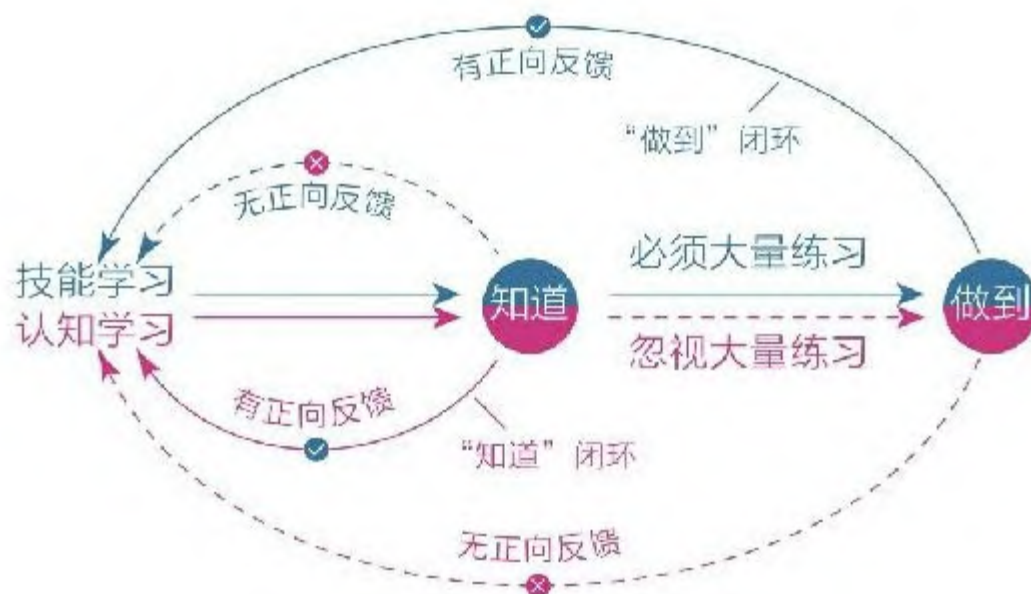 有正向反馈
“做到”闭环
无正向反馈
技能学习
认知学习
知道
必须大量练习
忽视大量练习
做到
有正向反馈
“知道”闭环
无正向反馈